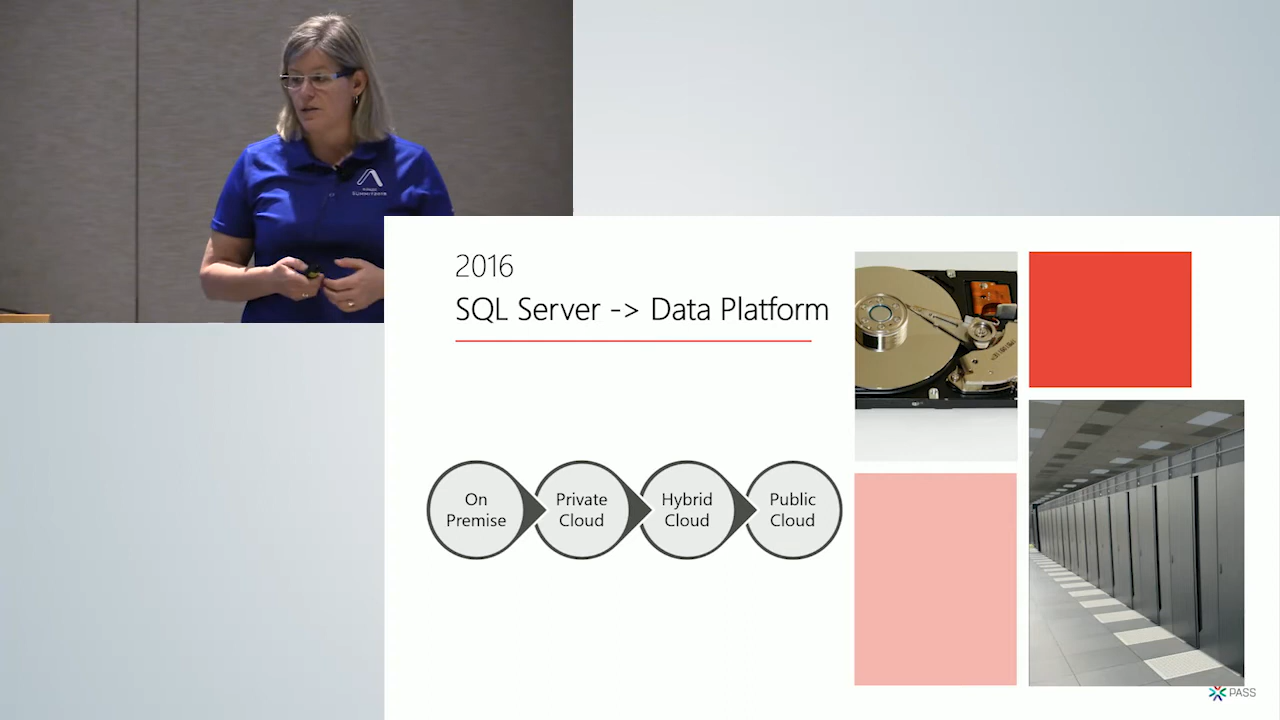 2016
SQL Server -> Data Platform
On
Premise
Private
Cloud
Hybrid
Cloud
Public
Cloud
PASS